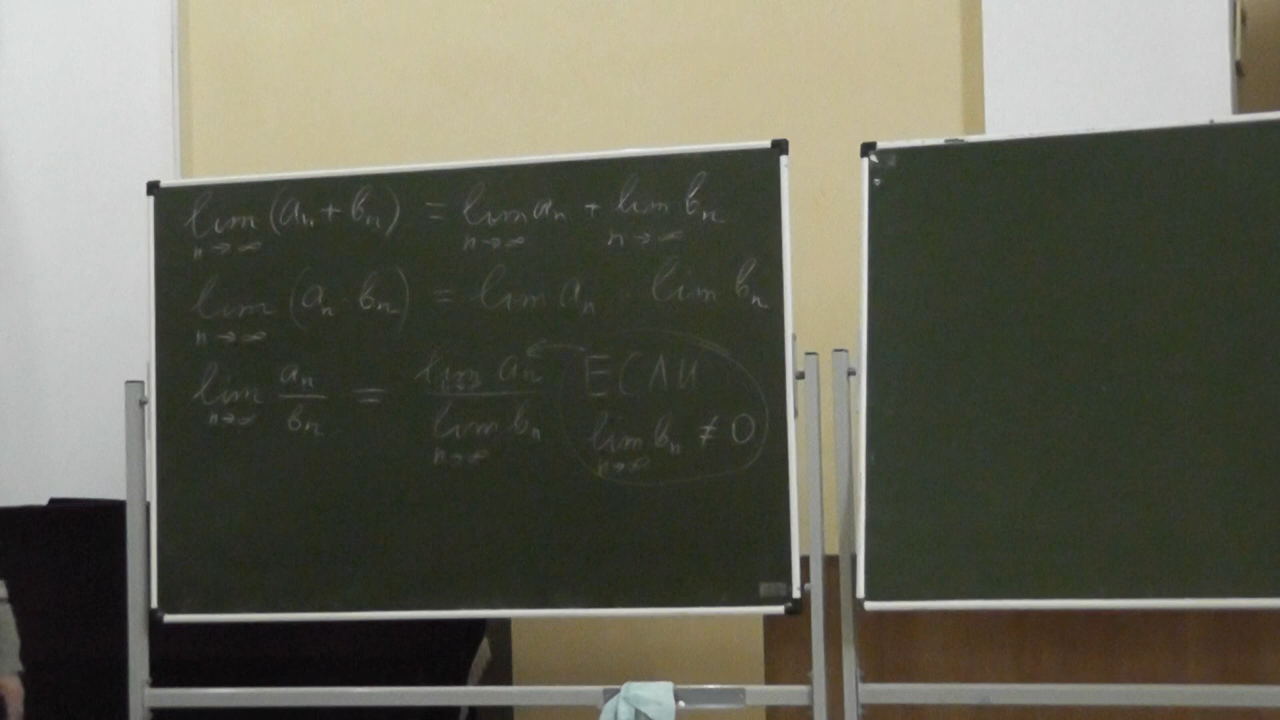 lim (aₙ + bₙ) = lim aₙ + lim bₙ
n→∞ n→∞ n→∞
lim (aₙ · bₙ) = lim aₙ · lim bₙ
n→∞
lim aₙ/bₙ = lim aₙ / lim bₙ ЕСЛИ
n→∞ n→∞ lim bₙ ≠ 0
n→∞